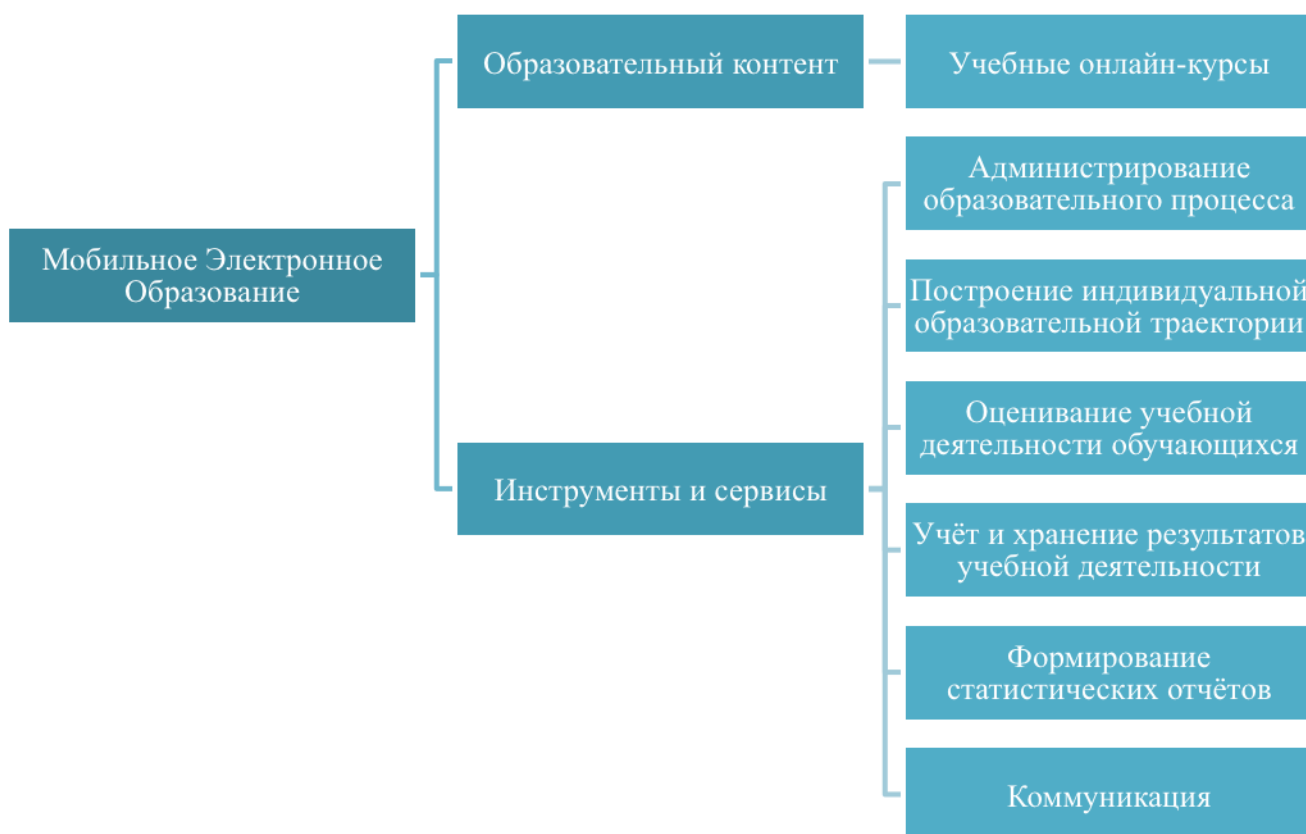 Мобильное Электронное
Образование
Образовательный контент
Учебные онлайн-курсы
Инструменты и сервисы
Администрирование
образовательного процесса
Построение индивидуальной
образовательной траектории
Оценивание учебной
деятельности обучающихся
Учёт и хранение результатов
учебной деятельности
Формирование
статистических отчётов
Коммуникация